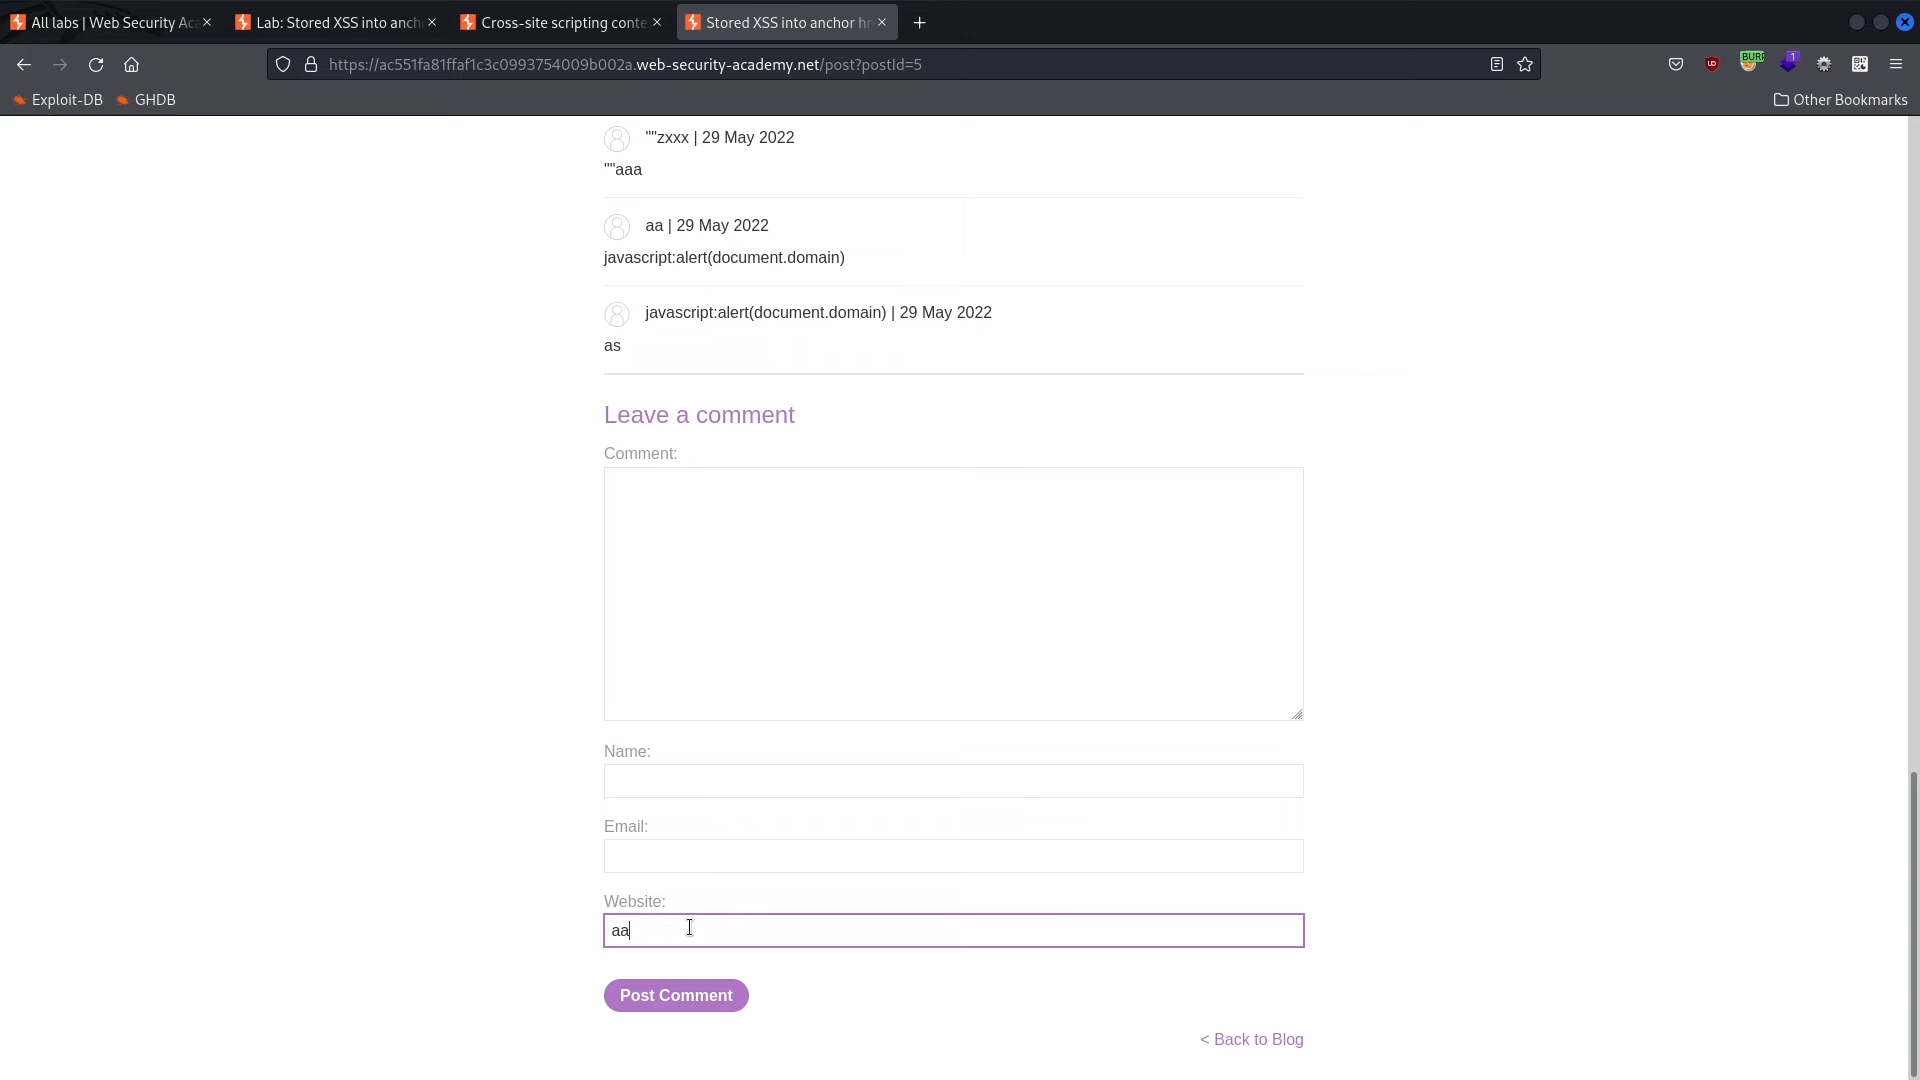 All labs | Web Security Ac
Lab: Stored XSS into anch
Cross-site scripting conte
Stored XSS into anchor hr
https://ac551fa81ffaf1c3c0993754009b002a.web-security-academy.net/post?postId=5
BURP
1
Exploit-DB
GHDB
Other Bookmarks
""zxxx | 29 May 2022
""aaa
aa | 29 May 2022
javascript:alert(document.domain)
javascript:alert(document.domain) | 29 May 2022
as
Leave a comment
Comment:
Name:
Email:
Website:
aa
Post Comment
< Back to Blog